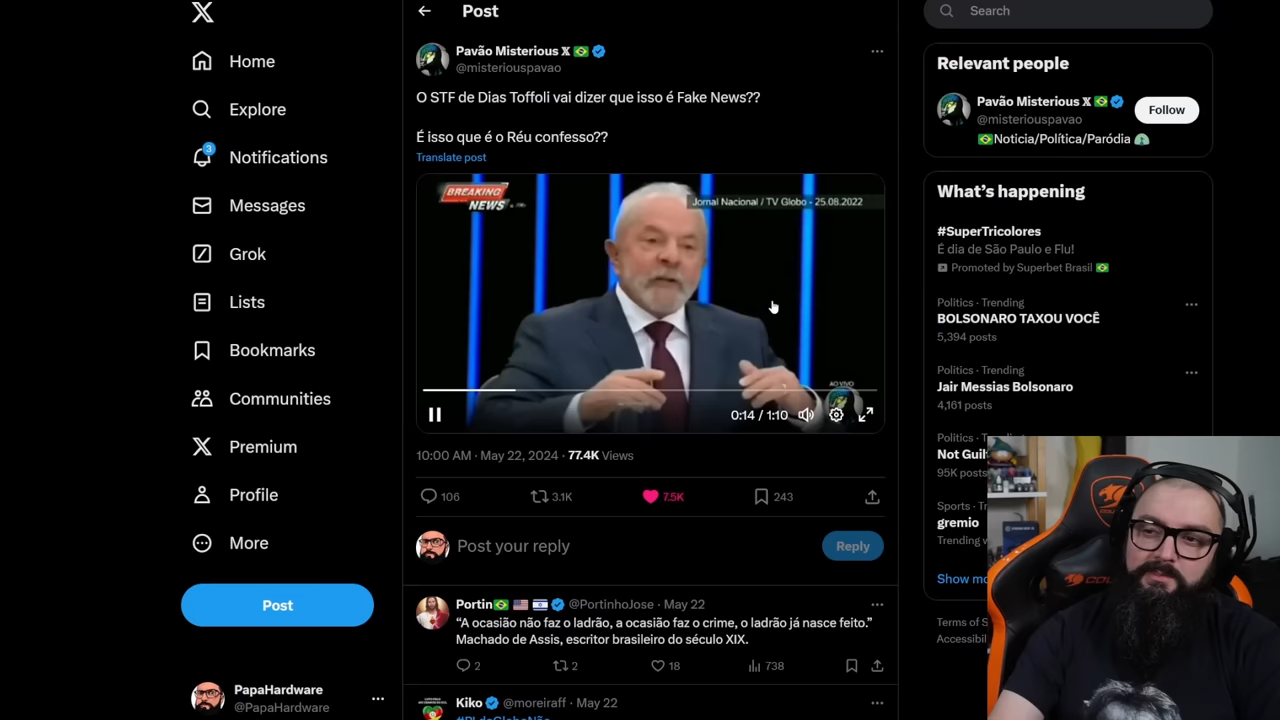 Home
Explore
3
Notifications
Messages
Grok
Lists
Bookmarks
Communities
Premium
Profile
More
Post
PapaHardware
@PapaHardware
Post
Pavão Misterious X
@misteriouspavao
O STF de Dias Toffoli vai dizer que isso é Fake News??
É isso que é o Réu confesso??
Translate post
BREAKING
NEWS
Jornal Nacional / TV Globo - 25.08.2022
AO VIVO
0:14 / 1:10
10:00 AM · May 22, 2024 · 77.4K Views
106
3.1K
7.5K
243
Post your reply
Reply
Portin @PortinhoJose · May 22
“A ocasião não faz o ladrão, a ocasião faz o crime, o ladrão já nasce feito.”
Machado de Assis, escritor brasileiro do século XIX.
2
2
18
738
Kiko @moreiraff · May 22
Search
Relevant people
Pavão Misterious X
@misteriouspavao
Follow
Noticia/Política/Paródia
What’s happening
#SuperTricolores
É dia de São Paulo e Flu!
Promoted by Superbet Brasil
Politics · Trending
BOLSONARO TAXOU VOCÊ
5,394 posts
Politics · Trending
Jair Messias Bolsonaro
4,161 posts
Politics
Not
95K posts
Sports
gremio
Trending
Show
Terms of